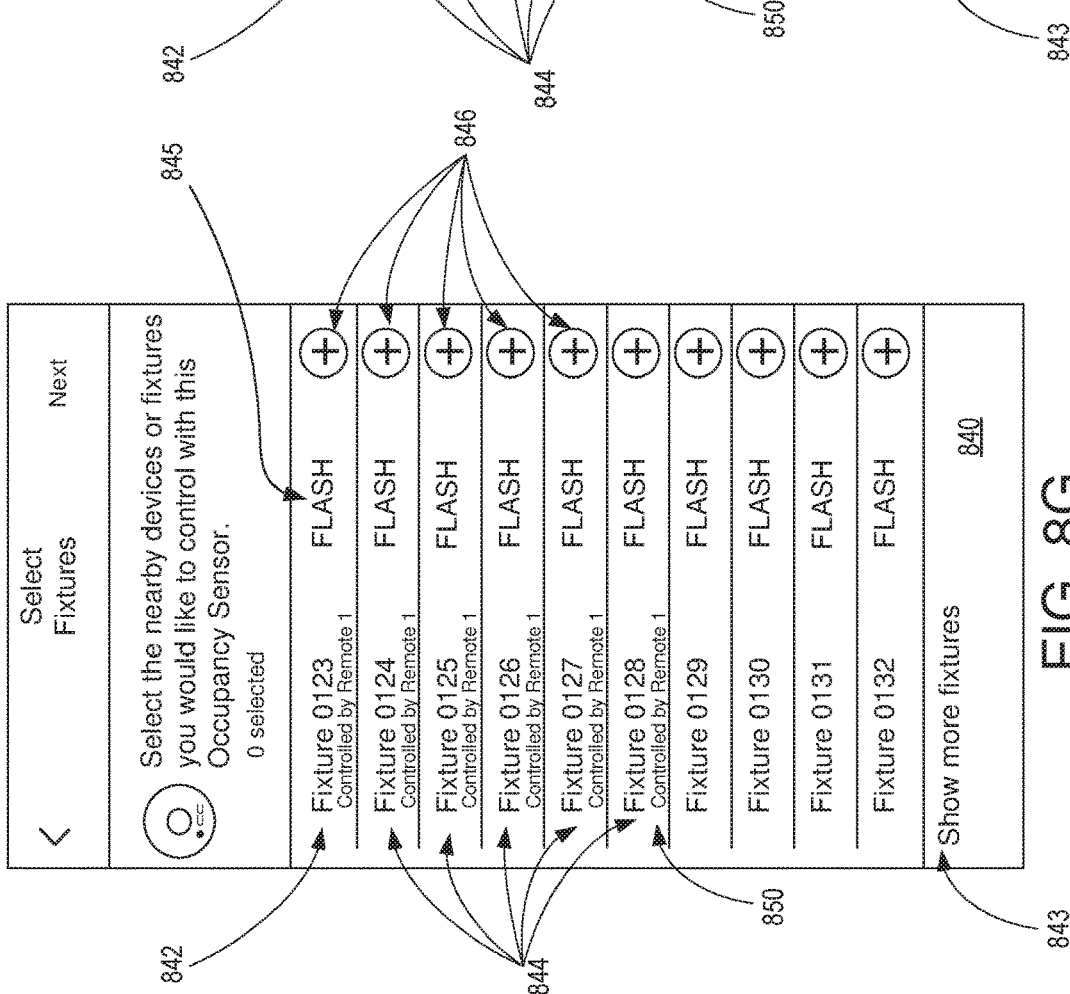 842
844
850
843
845
846
Select
Fixtures
Next
Select the nearby devices or fixtures
you would like to control with this
Occupancy Sensor.
0 selected
Fixture 0123 FLASH
Controlled by Remote 1
Fixture 0124 FLASH
Controlled by Remote 1
Fixture 0125 FLASH
Controlled by Remote 1
Fixture 0126 FLASH
Controlled by Remote 1
Fixture 0127 FLASH
Controlled by Remote 1
Fixture 0128 FLASH
Controlled by Remote 1
Fixture 0129 FLASH
Fixture 0130 FLASH
Fixture 0131 FLASH
Fixture 0132 FLASH
Show more fixtures
840
842
844
850
843
FIG. 8G